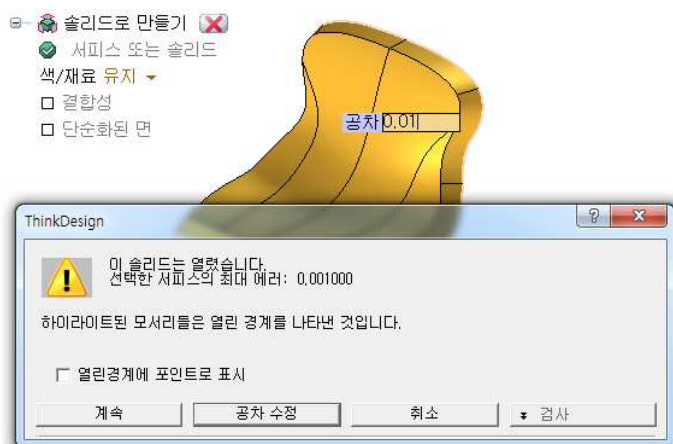 솔리드로 만들기
서피스 또는 솔리드
색/재료 유지
결합성
단순화된 면
공차 0,01
ThinkDesign
이 솔리드는 열렸습니다.
선택한 서피스의 최대 에러: 0,001000
하이라이트된 모서리들은 열린 경계를 나타낸 것입니다.
열린경계에 포인트로 표시
계속 공차 수정 취소 검사